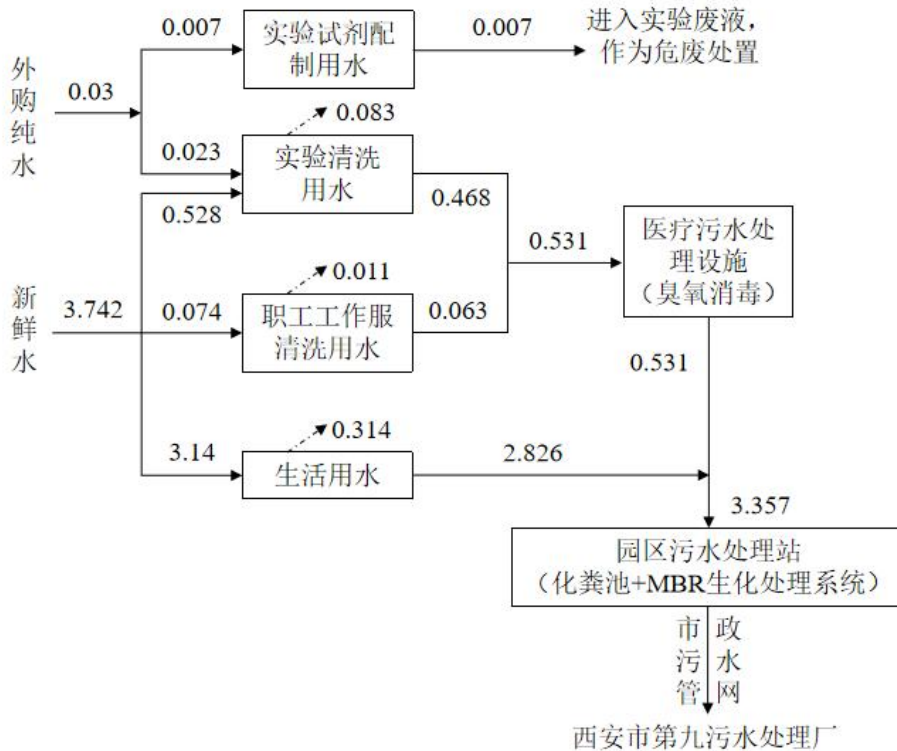 外购纯水
0.03
0.007
实验试剂配
制用水
0.007
进入实验废液，
作为危废处置
0.023
0.083
实验清洗
用水
0.528
0.468
0.531
医疗污水处
理设施
（臭氧消毒）
新鲜水
3.742
0.074
0.011
职工工作服
清洗用水
0.063
0.531
3.14
0.314
生活用水
2.826
3.357
园区污水处理站
（化粪池+MBR生化处理系统）
市政
污水
管网
西安市第九污水处理厂